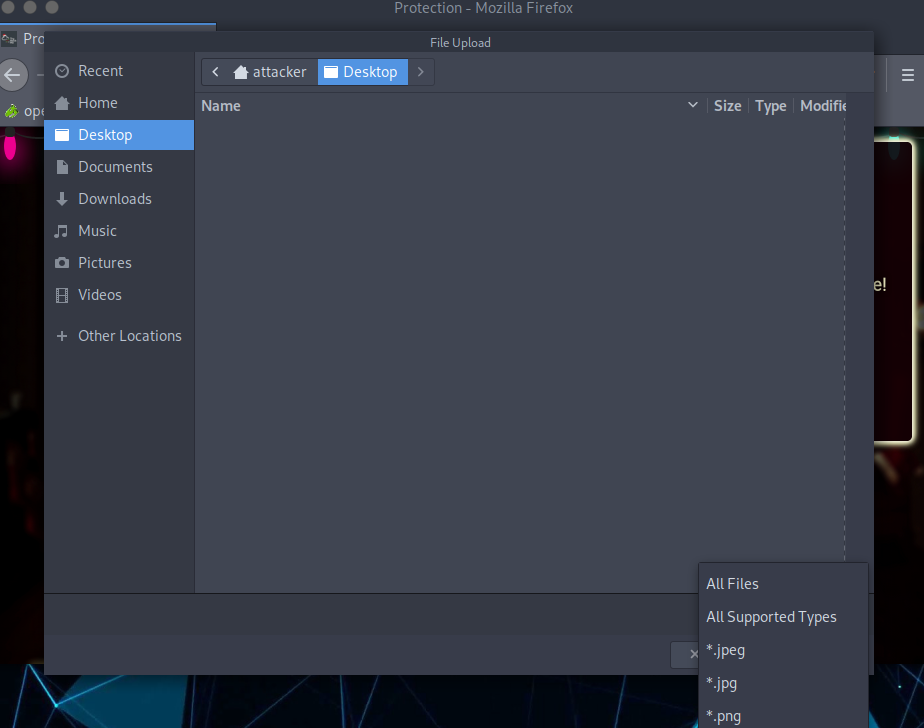 Protection - Mozilla Firefox
Pro
File Upload
Recent
attacker
Desktop
Home
ope
Name
Size
Type
Modifie
Desktop
Documents
Downloads
Music
Pictures
e!
Videos
Other Locations
All Files
All Supported Types
*.jpeg
*.jpg
*.png